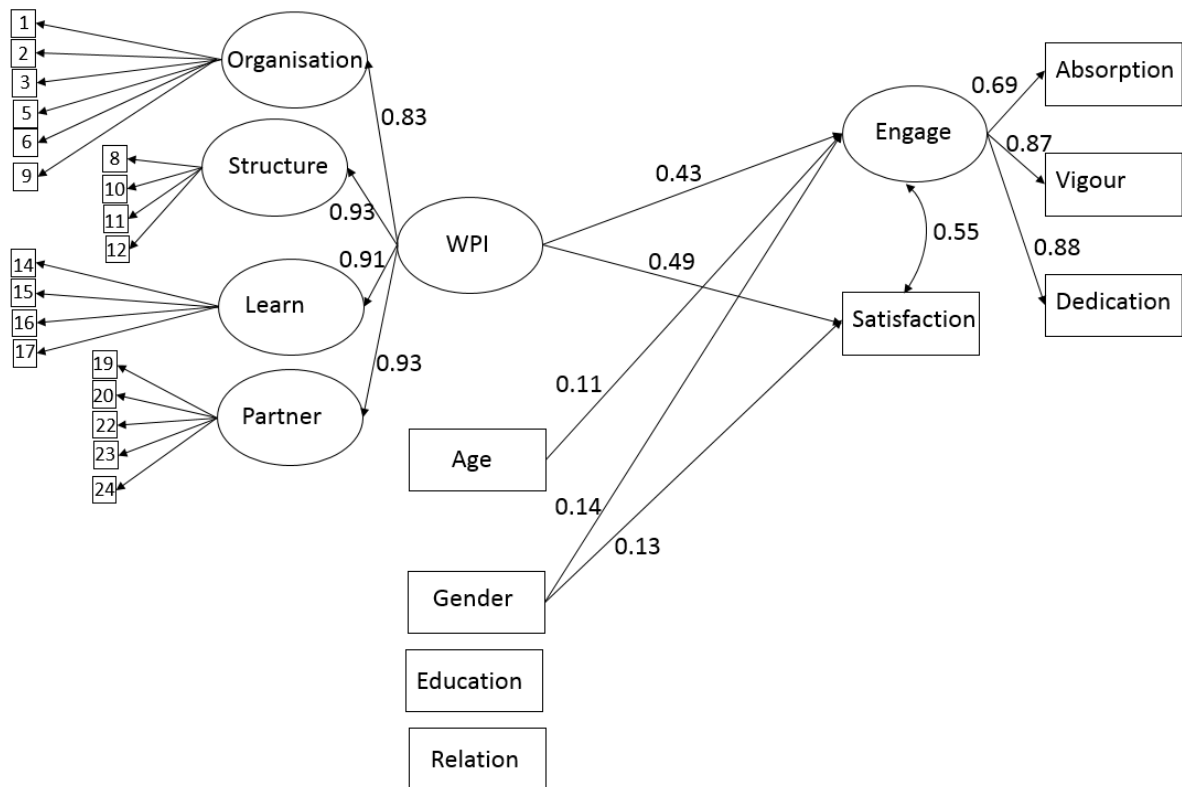 1
2
3
5
6
9
Organisation
8
10
11
12
Structure
14
15
16
17
Learn
19
20
22
23
24
Partner
0.83
0.93
0.91
0.93
WPI
0.43
0.49
Age
0.11
Gender
0.14
0.13
Education
Relation
Engage
0.55
Satisfaction
0.69
0.87
0.88
Absorption
Vigour
Dedication